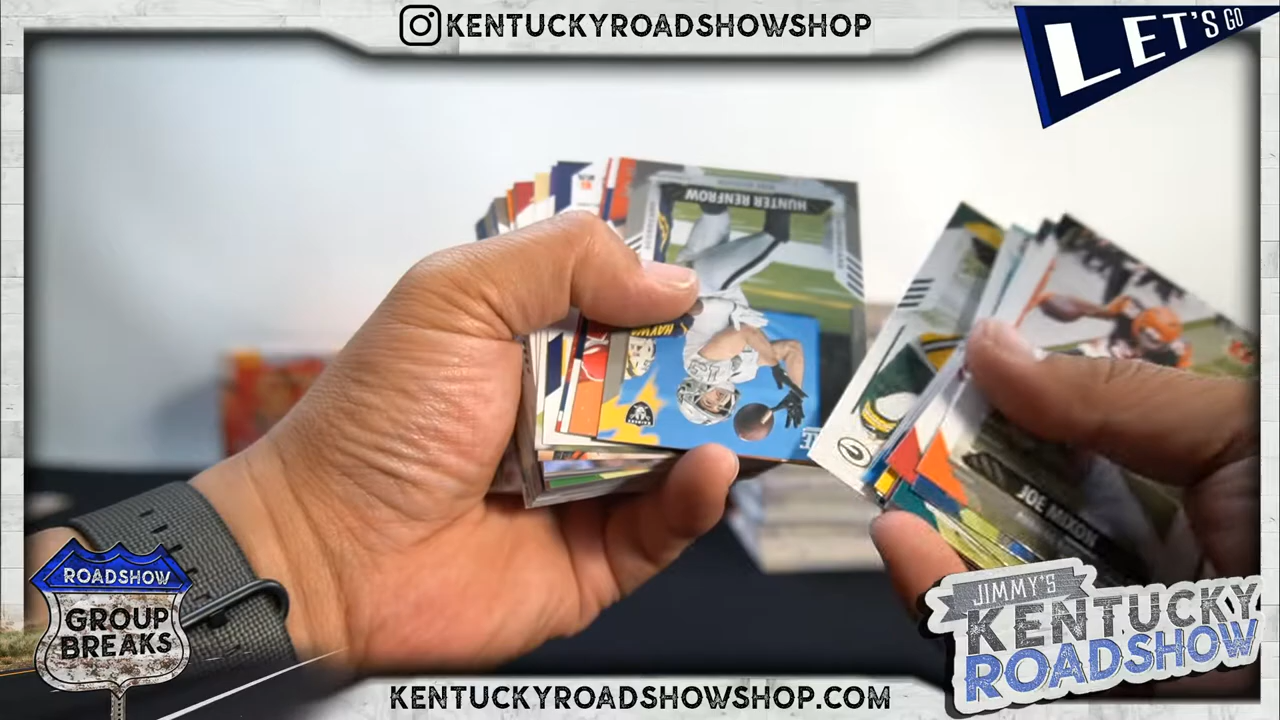 KENTUCKYROADSHOWSHOP
LET'S GO
HUNTER RENFROW
JOE MIXON
ROADSHOW
GROUP
BREAKS
JIMMY'S
KENTUCKY
ROADSHOW
KENTUCKYROADSHOWSHOP.COM